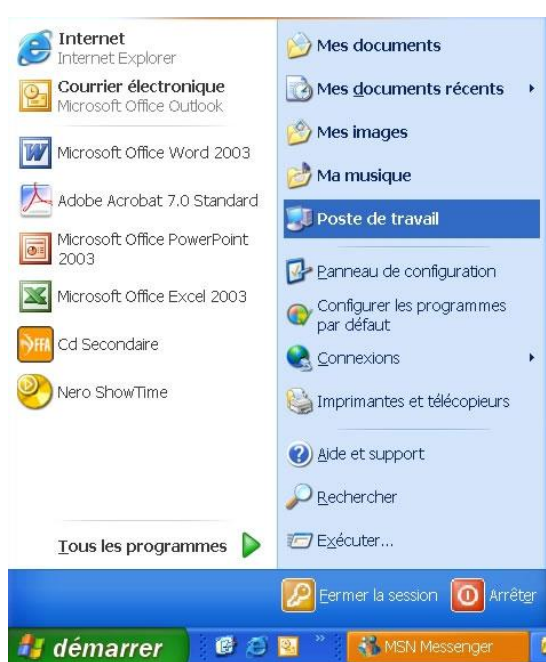 Internet
Internet Explorer
Courrier électronique
Microsoft Office Outlook
Microsoft Office Word 2003
Adobe Acrobat 7.0 Standard
Microsoft Office PowerPoint
2003
Microsoft Office Excel 2003
FFA
Cd Secondaire
Nero ShowTime
Tous les programmes
Mes documents
Mes documents récents
Mes images
Ma musique
Poste de travail
Panneau de configuration
Configurer les programmes
par défaut
Connexions
Imprimantes et télécopieurs
Aide et support
Rechercher
Exécuter...
Fermer la session
Arrêter
démarrer
MSN Messenger